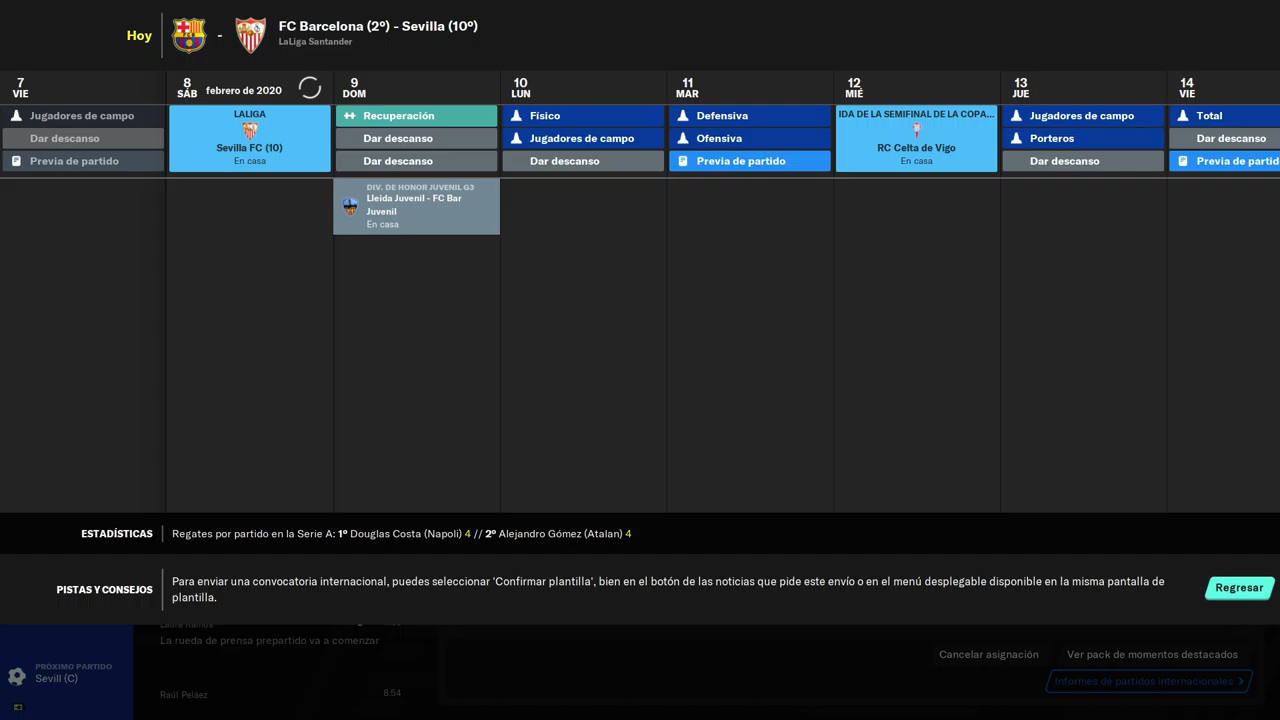 Hoy
-
FC Barcelona (2º) - Sevilla (10º)
LaLiga Santander
7
VIE
8
SÁB
febrero de 2020
9
DOM
10
LUN
11
MAR
12
MIÉ
13
JUE
14
VIE
Jugadores de campo
Dar descanso
Previa de partido
LALIGA
Sevilla FC (10)
En casa
Recuperación
Dar descanso
Dar descanso
Físico
Jugadores de campo
Dar descanso
Defensiva
Ofensiva
Previa de partido
IDA DE LA SEMIFINAL DE LA COPA...
RC Celta de Vigo
En casa
Jugadores de campo
Porteros
Dar descanso
Total
Dar descanso
Previa de partid
DIV. DE HONOR JUVENIL G3
Lleida Juvenil - FC Bar
Juvenil
En casa
ESTADÍSTICAS
Regates por partido en la Serie A: 1º Douglas Costa (Napoli) 4 // 2º Alejandro Gómez (Atalan) 4
PISTAS Y CONSEJOS
Para enviar una convocatoria internacional, puedes seleccionar 'Confirmar plantilla', bien en el botón de las noticias que pide este envío o en el menú desplegable disponible en la misma pantalla de
plantilla.
Regresar
La rueda de prensa prepartido va a comenzar
Cancelar asignación
Ver pack de momentos destacados
PRÓXIMO PARTIDO
Sevill (C)
Informes de partidos internacionales
Raúl Peláez
8:54